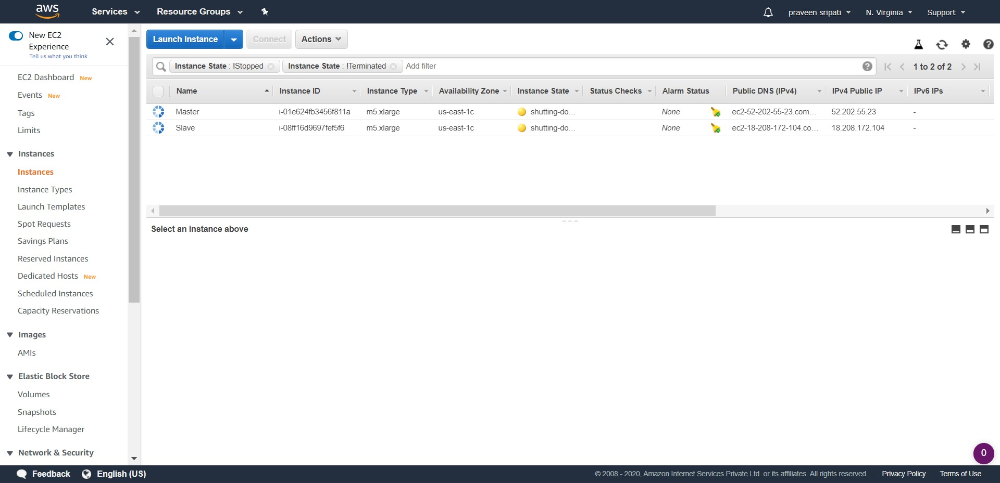 aws Services Resource Groups praveen sripati N. Virginia Support
New EC2
Experience
Tell us what you think
EC2 Dashboard New
Events New
Tags
Limits
Instances
Instances
Instance Types
Launch Templates
Spot Requests
Savings Plans
Reserved Instances
Dedicated Hosts New
Scheduled Instances
Capacity Reservations
Images
AMIs
Elastic Block Store
Volumes
Snapshots
Lifecycle Manager
Network & Security
Launch Instance Connect Actions
Instance State : !Stopped Instance State : !Terminated Add filter 1 to 2 of 2
Name Instance ID Instance Type Availability Zone Instance State Status Checks Alarm Status Public DNS (IPv4) IPv4 Public IP IPv6 IPs
Master i-01e624fb3456f811a m5.xlarge us-east-1c shutting-do... None ec2-52-202-55-23.com... 52.202.55.23 -
Slave i-08ff16d9697fef5f6 m5.xlarge us-east-1c shutting-do... None ec2-18-208-172-104.co... 18.208.172.104 -
Select an instance above
0
Feedback English (US) © 2008 - 2020, Amazon Internet Services Private Ltd. or its affiliates. All rights reserved. Privacy Policy Terms of Use